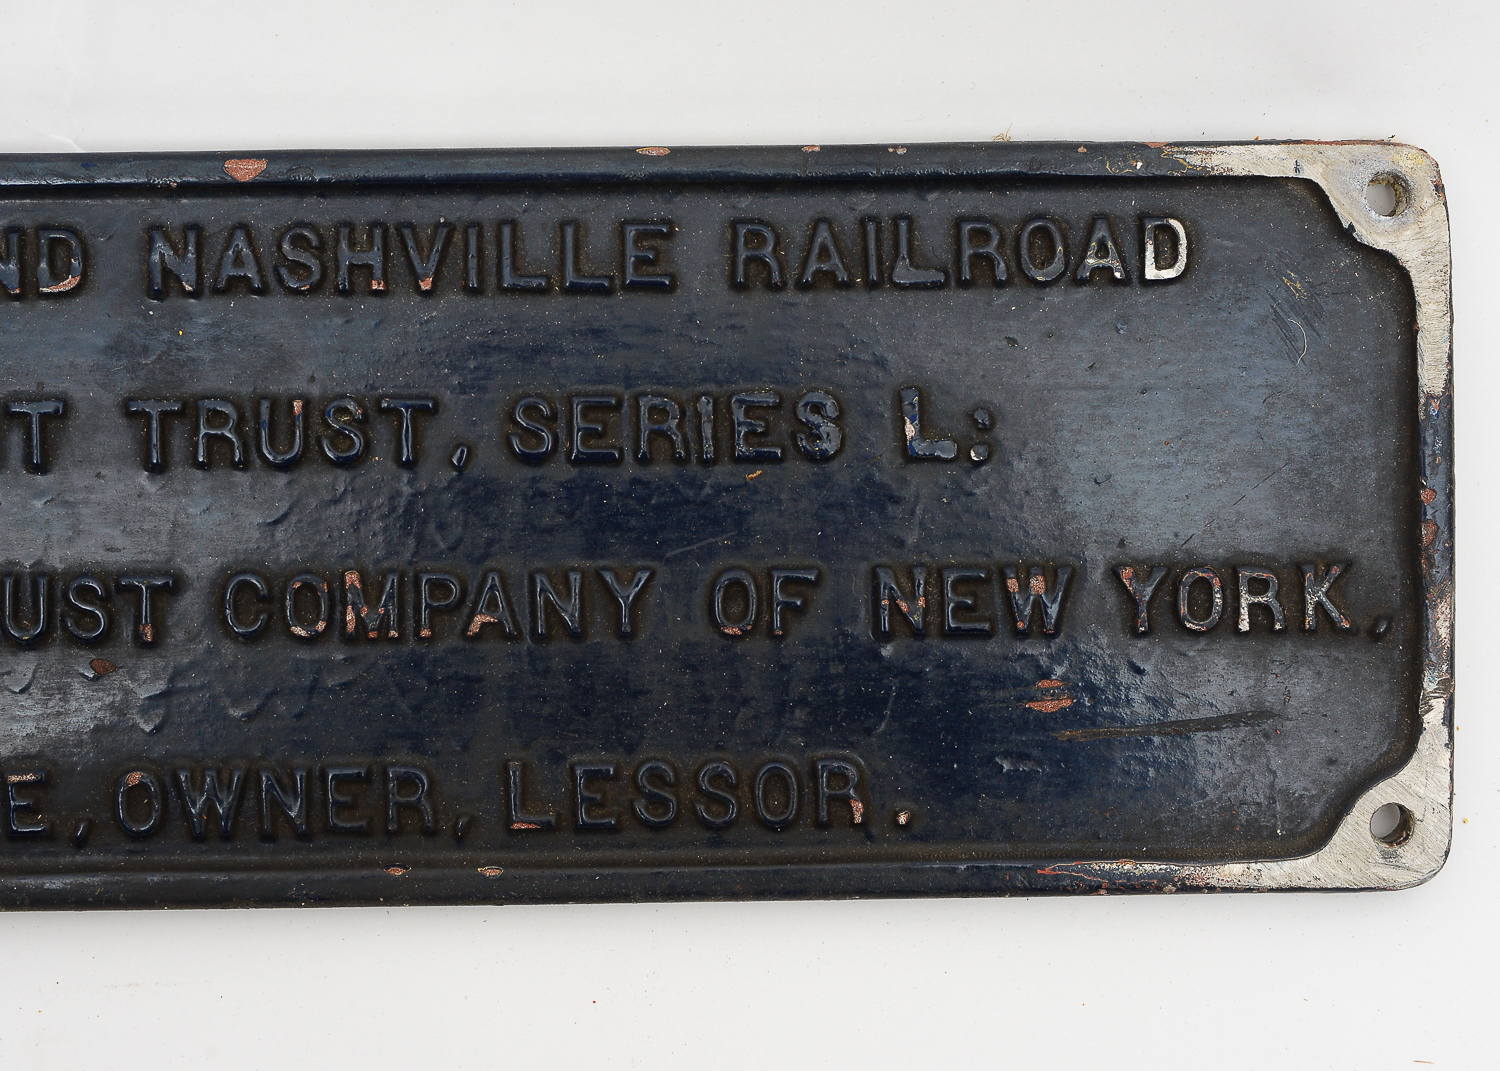 ND NASHVILLE RAILROAD
T TRUST, SERIES L:
UST COMPANY OF NEW YORK,
E, OWNER, LESSOR.